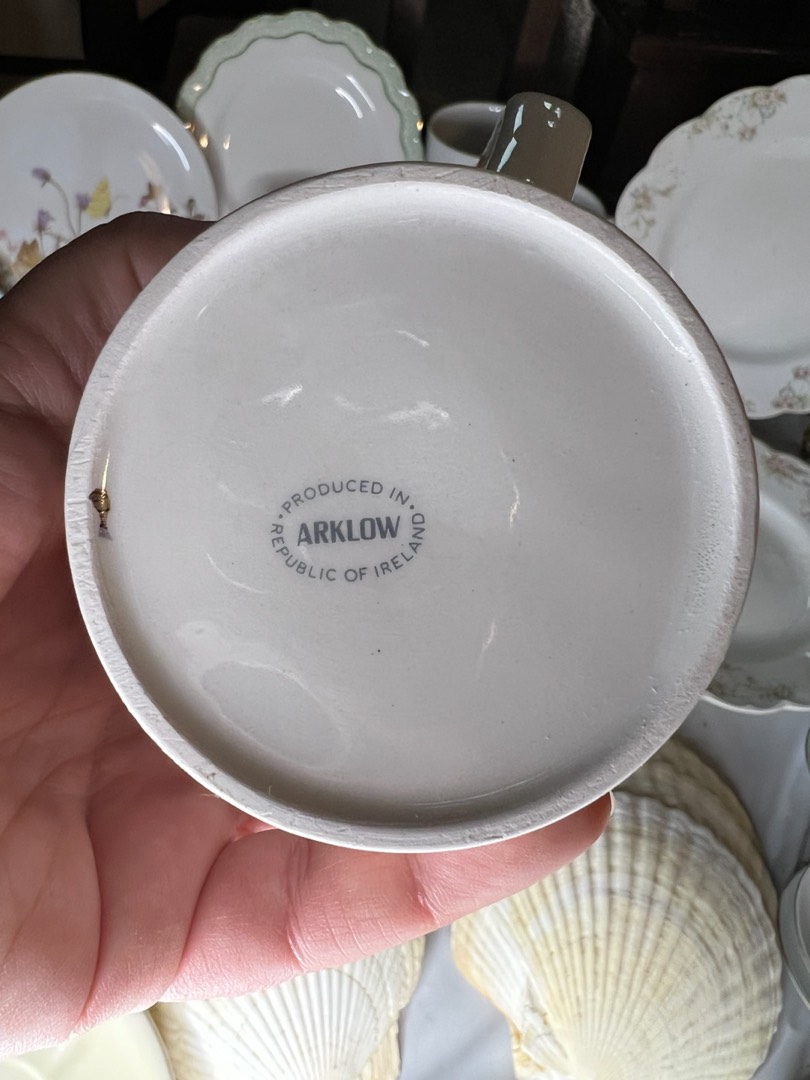 PRODUCED IN
ARKLOW
REPUBLIC OF IRELAND